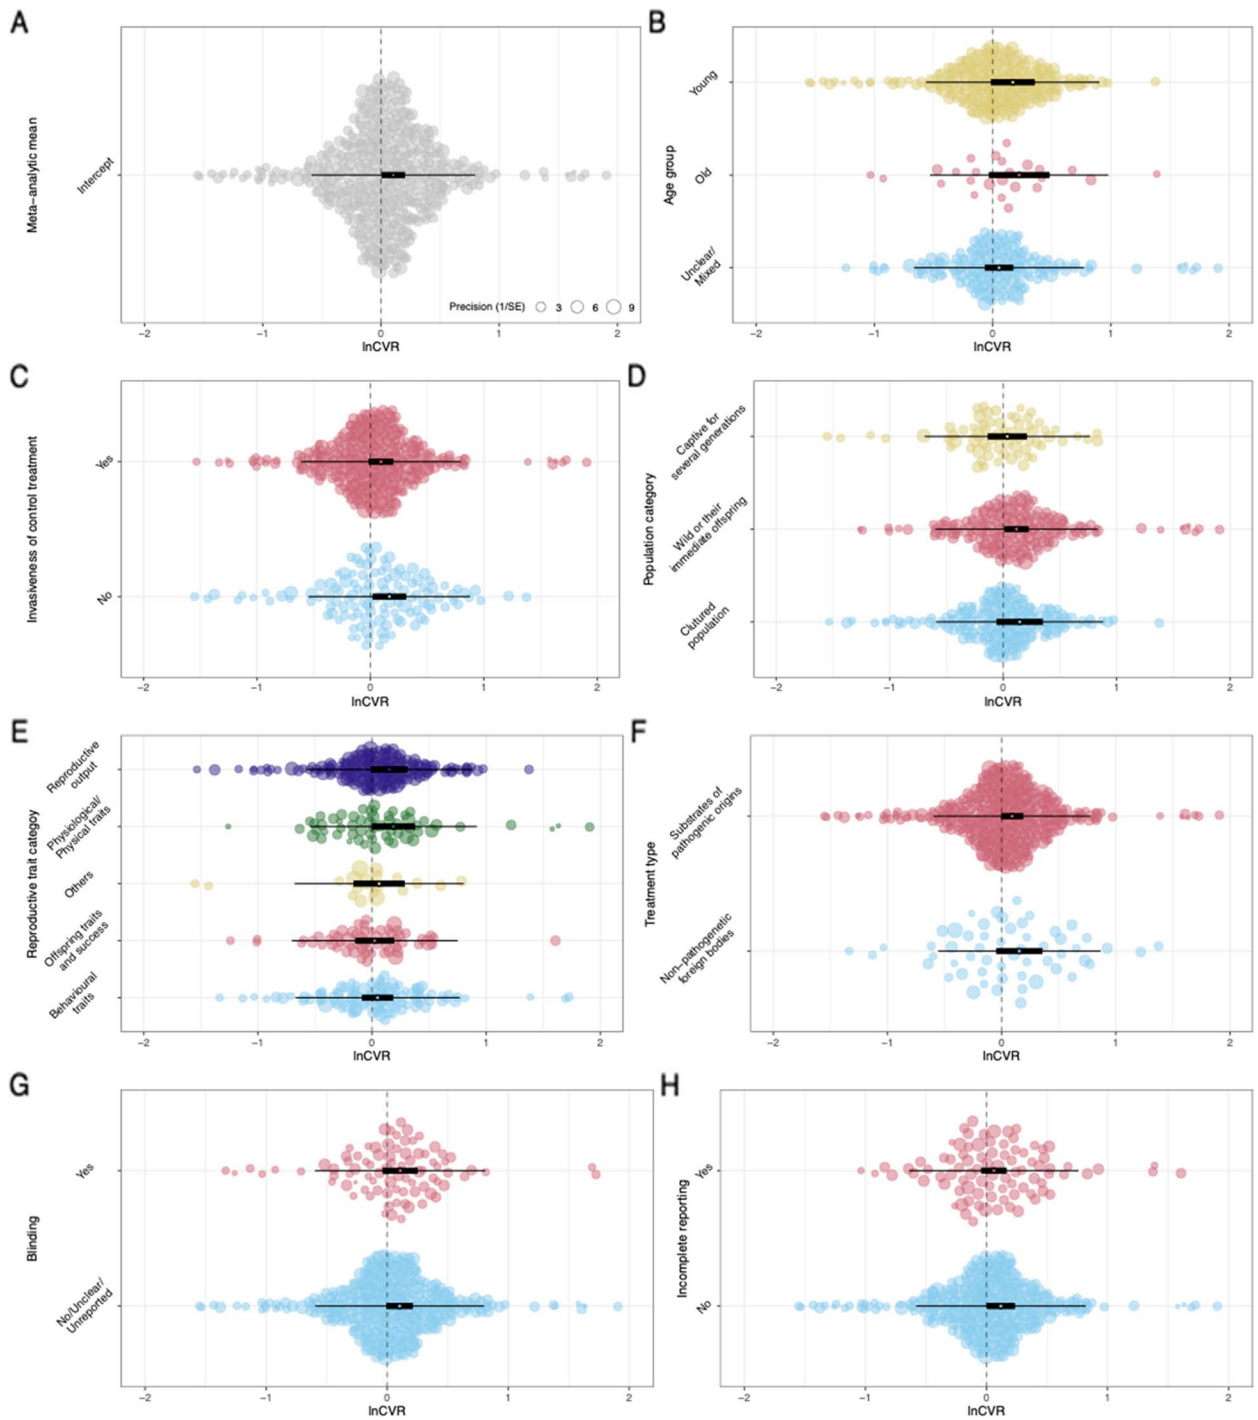 A
Meta-analytic mean
Intercept
Precision (1/SE) 3 6 9
-2 -1 0 1 2
lnCVR
B
Age group
Young
Old
Unclear/
Mixed
-2 -1 0 1 2
lnCVR
C
Invasiveness of control treatment
Yes
No
-2 -1 0 1 2
lnCVR
D
Population category
Captive for
several generations
Wild or their
immediate offspring
Clutured
population
-2 -1 0 1 2
lnCVR
E
Reproductive trait categoy
Reproductive
output
Physiological/
Physical traits
Others
Offspring traits
and success
Behavioural
traits
-2 -1 0 1 2
lnCVR
F
Treatment type
Substrates of
pathogenic origins
Non-pathogenetic
foreign bodies
-2 -1 0 1 2
lnCVR
G
Blinding
Yes
No/Unclear/
Unreported
-2 -1 0 1 2
lnCVR
H
Incomplete reporting
Yes
No
-2 -1 0 1 2
lnCVR